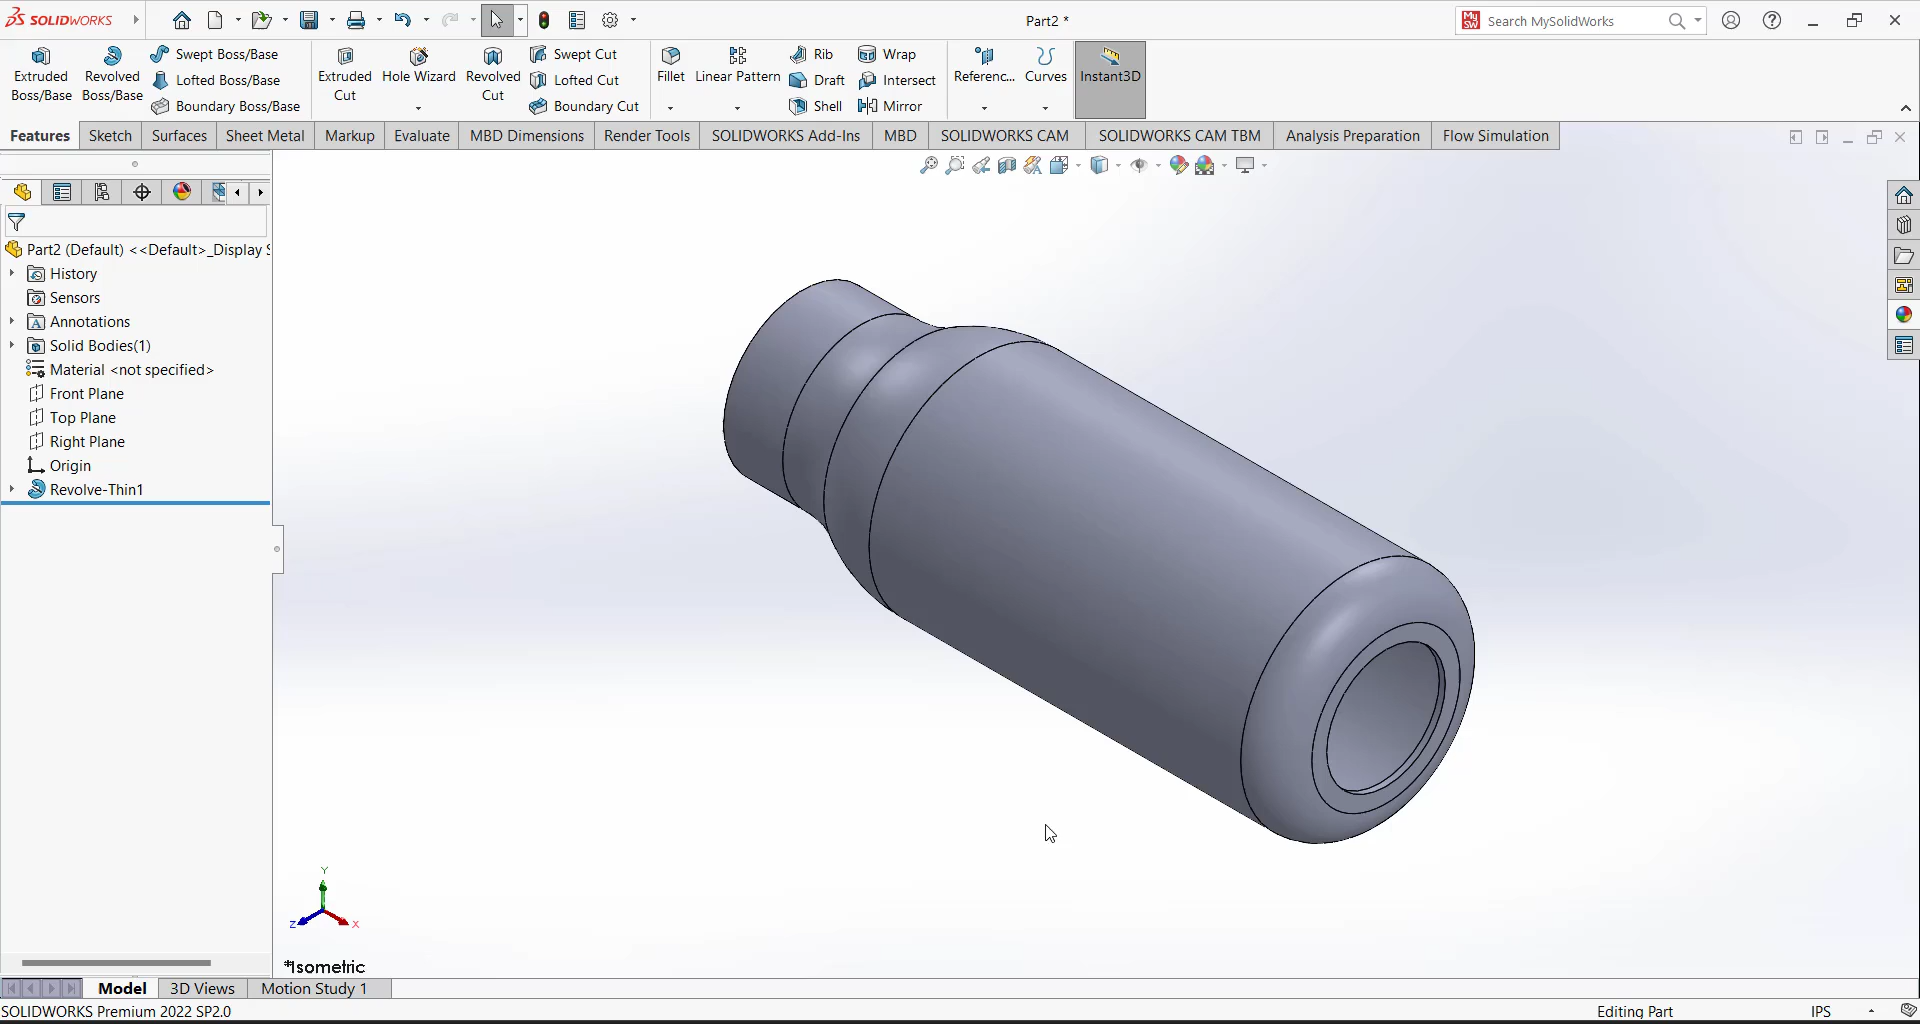 SOLIDWORKS
Part2 *
Search MySolidWorks
Extruded Boss/Base
Revolved Boss/Base
Swept Boss/Base
Lofted Boss/Base
Boundary Boss/Base
Extruded Cut
Hole Wizard
Revolved Cut
Swept Cut
Lofted Cut
Boundary Cut
Fillet
Linear Pattern
Rib
Draft
Shell
Wrap
Intersect
Mirror
Referenc...
Curves
Instant3D
Features
Sketch
Surfaces
Sheet Metal
Markup
Evaluate
MBD Dimensions
Render Tools
SOLIDWORKS Add-Ins
MBD
SOLIDWORKS CAM
SOLIDWORKS CAM TBM
Analysis Preparation
Flow Simulation
Part2 (Default) <<Default>_Display S
History
Sensors
Annotations
Solid Bodies(1)
Material <not specified>
Front Plane
Top Plane
Right Plane
Origin
Revolve-Thin1
Y
Z
X
*Isometric
Model
3D Views
Motion Study 1
SOLIDWORKS Premium 2022 SP2.0
Editing Part
IPS